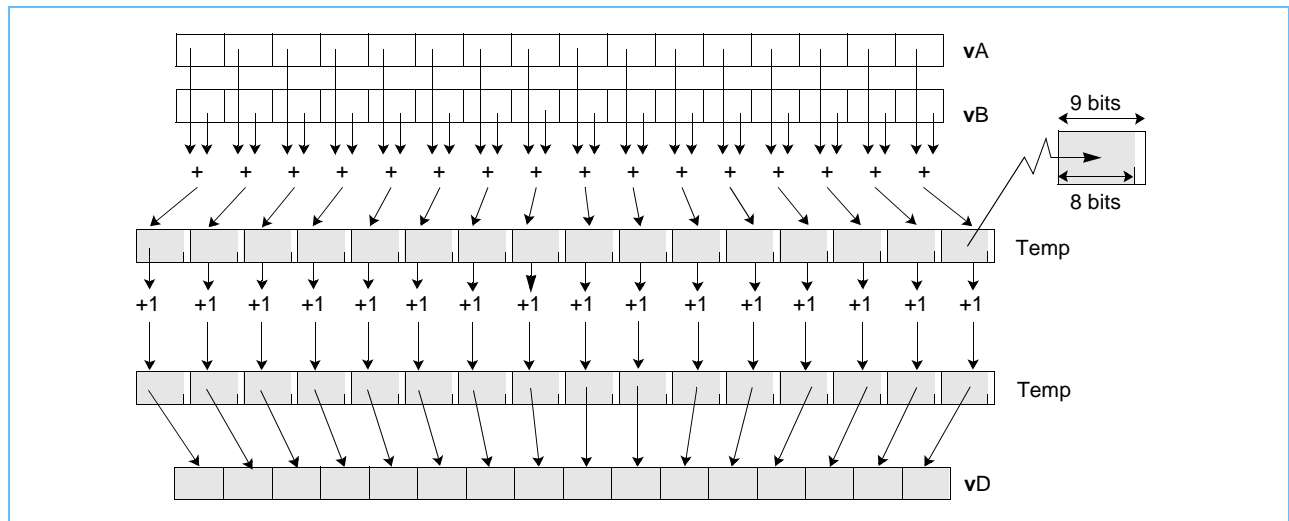 vA
vB
9 bits
+ + + + + + + + + + + + + + + +
8 bits
Temp
+1 +1 +1 +1 +1 +1 +1 +1 +1 +1 +1 +1 +1 +1 +1 +1
Temp
vD